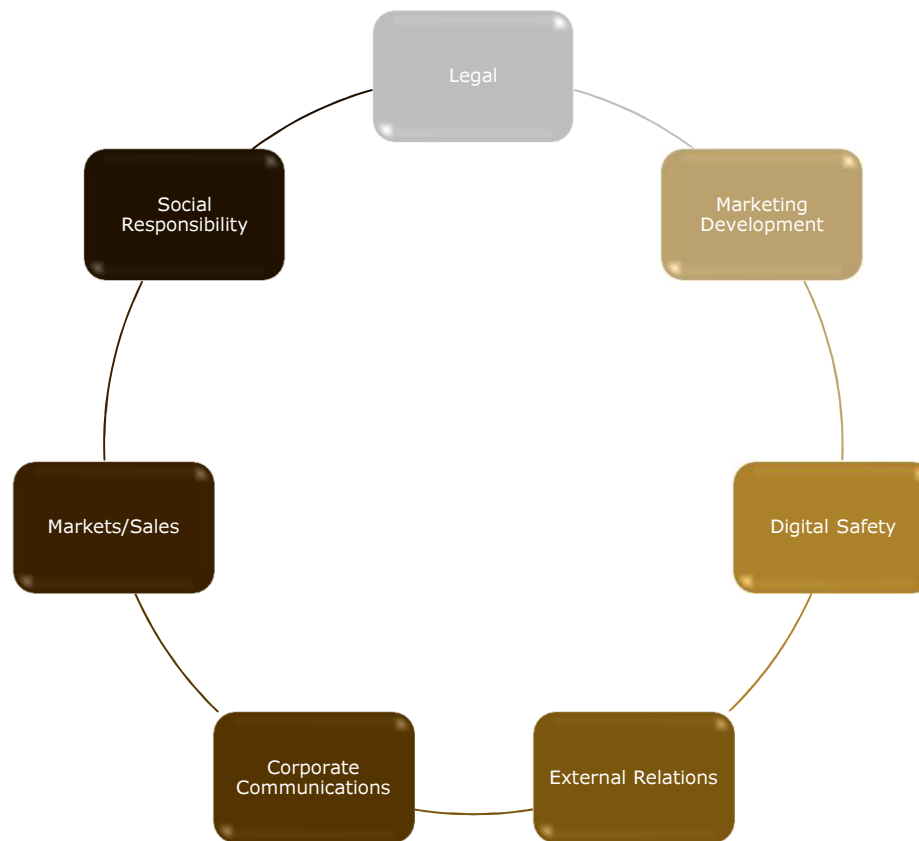 Legal
Marketing
Development
Digital Safety
External Relations
Corporate
Communications
Markets/Sales
Social
Responsibility